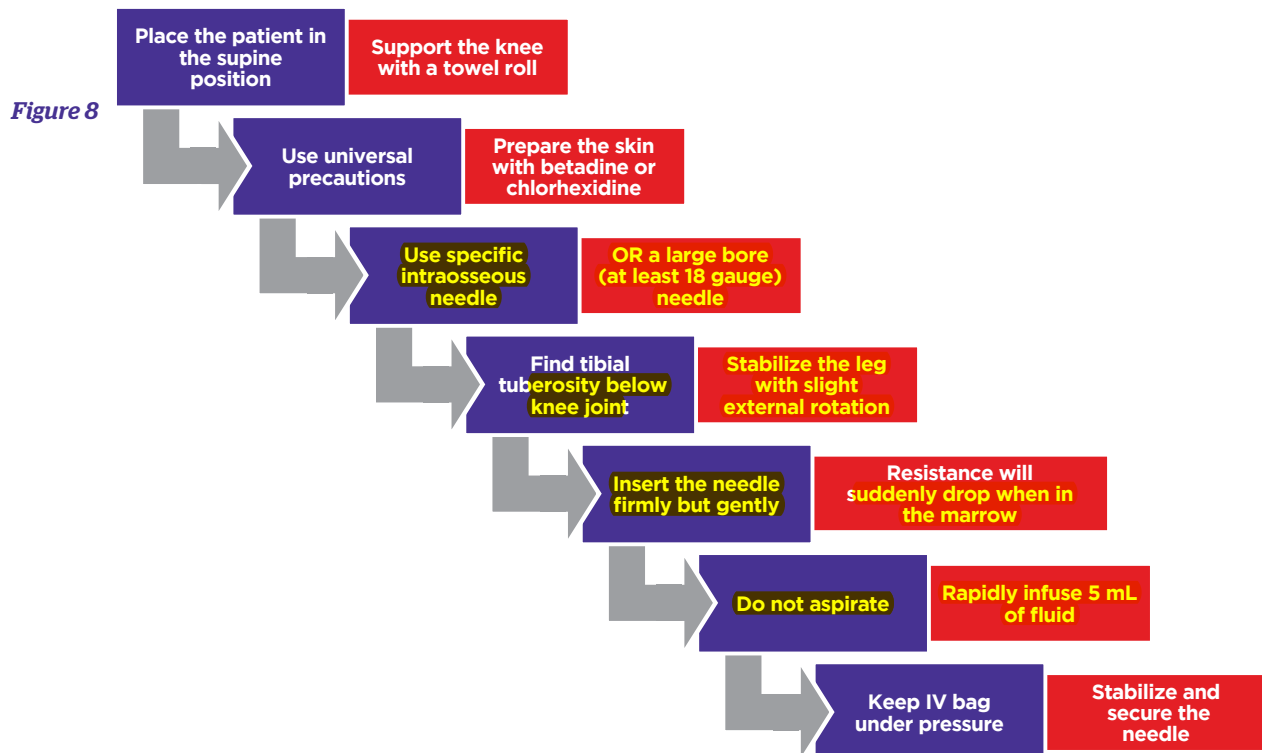 Place the patient in
the supine
position
Support the knee
with a towel roll
Figure 8
Use universal
precautions
Prepare the skin
with betadine or
chlorhexidine
Use specific
intraosseous
needle
OR a large bore
(at least 18 gauge)
needle
Find tibial
tuberosity below
knee joint
Stabilize the leg
with slight
external rotation
Insert the needle
firmly but gently
Resistance will
suddenly drop when in
the marrow
Do not aspirate
Rapidly infuse 5 mL
of fluid
Keep IV bag
under pressure
Stabilize and
secure the
needle